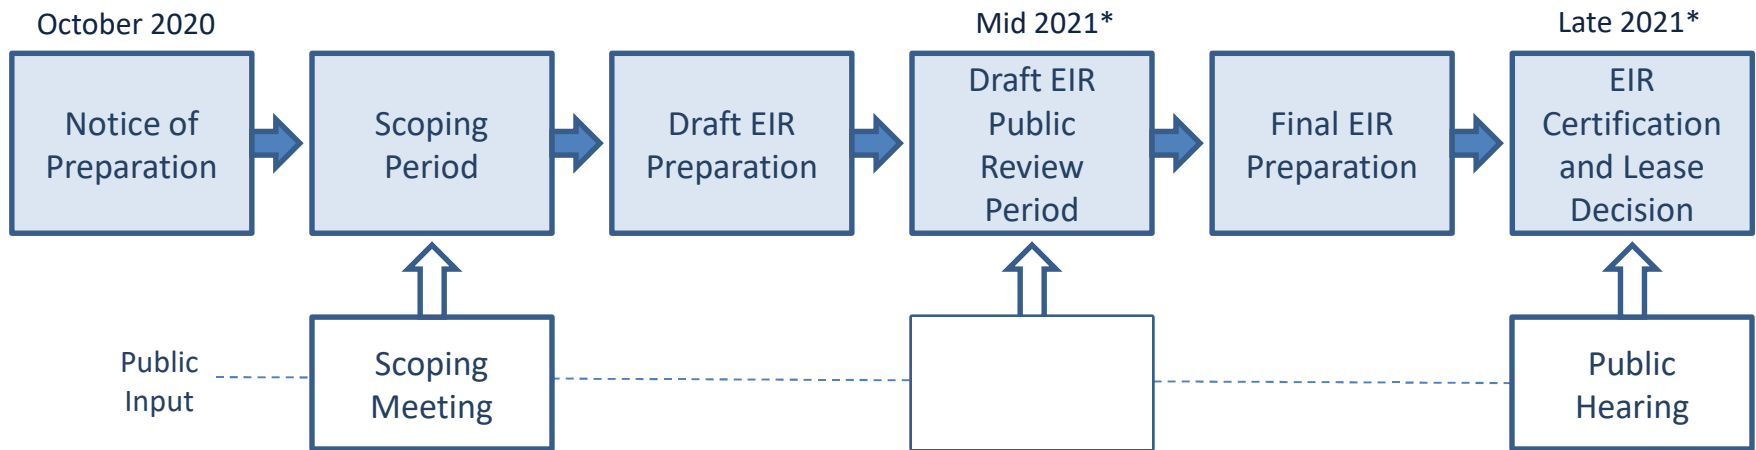 October 2020
Mid 2021*
Late 2021*
Notice of
Preparation
Scoping
Period
Draft EIR
Preparation
Draft EIR
Public
Review
Period
Final EIR
Preparation
EIR
Certification
and Lease
Decision
Public
Input
Scoping
Meeting
Public
Hearing